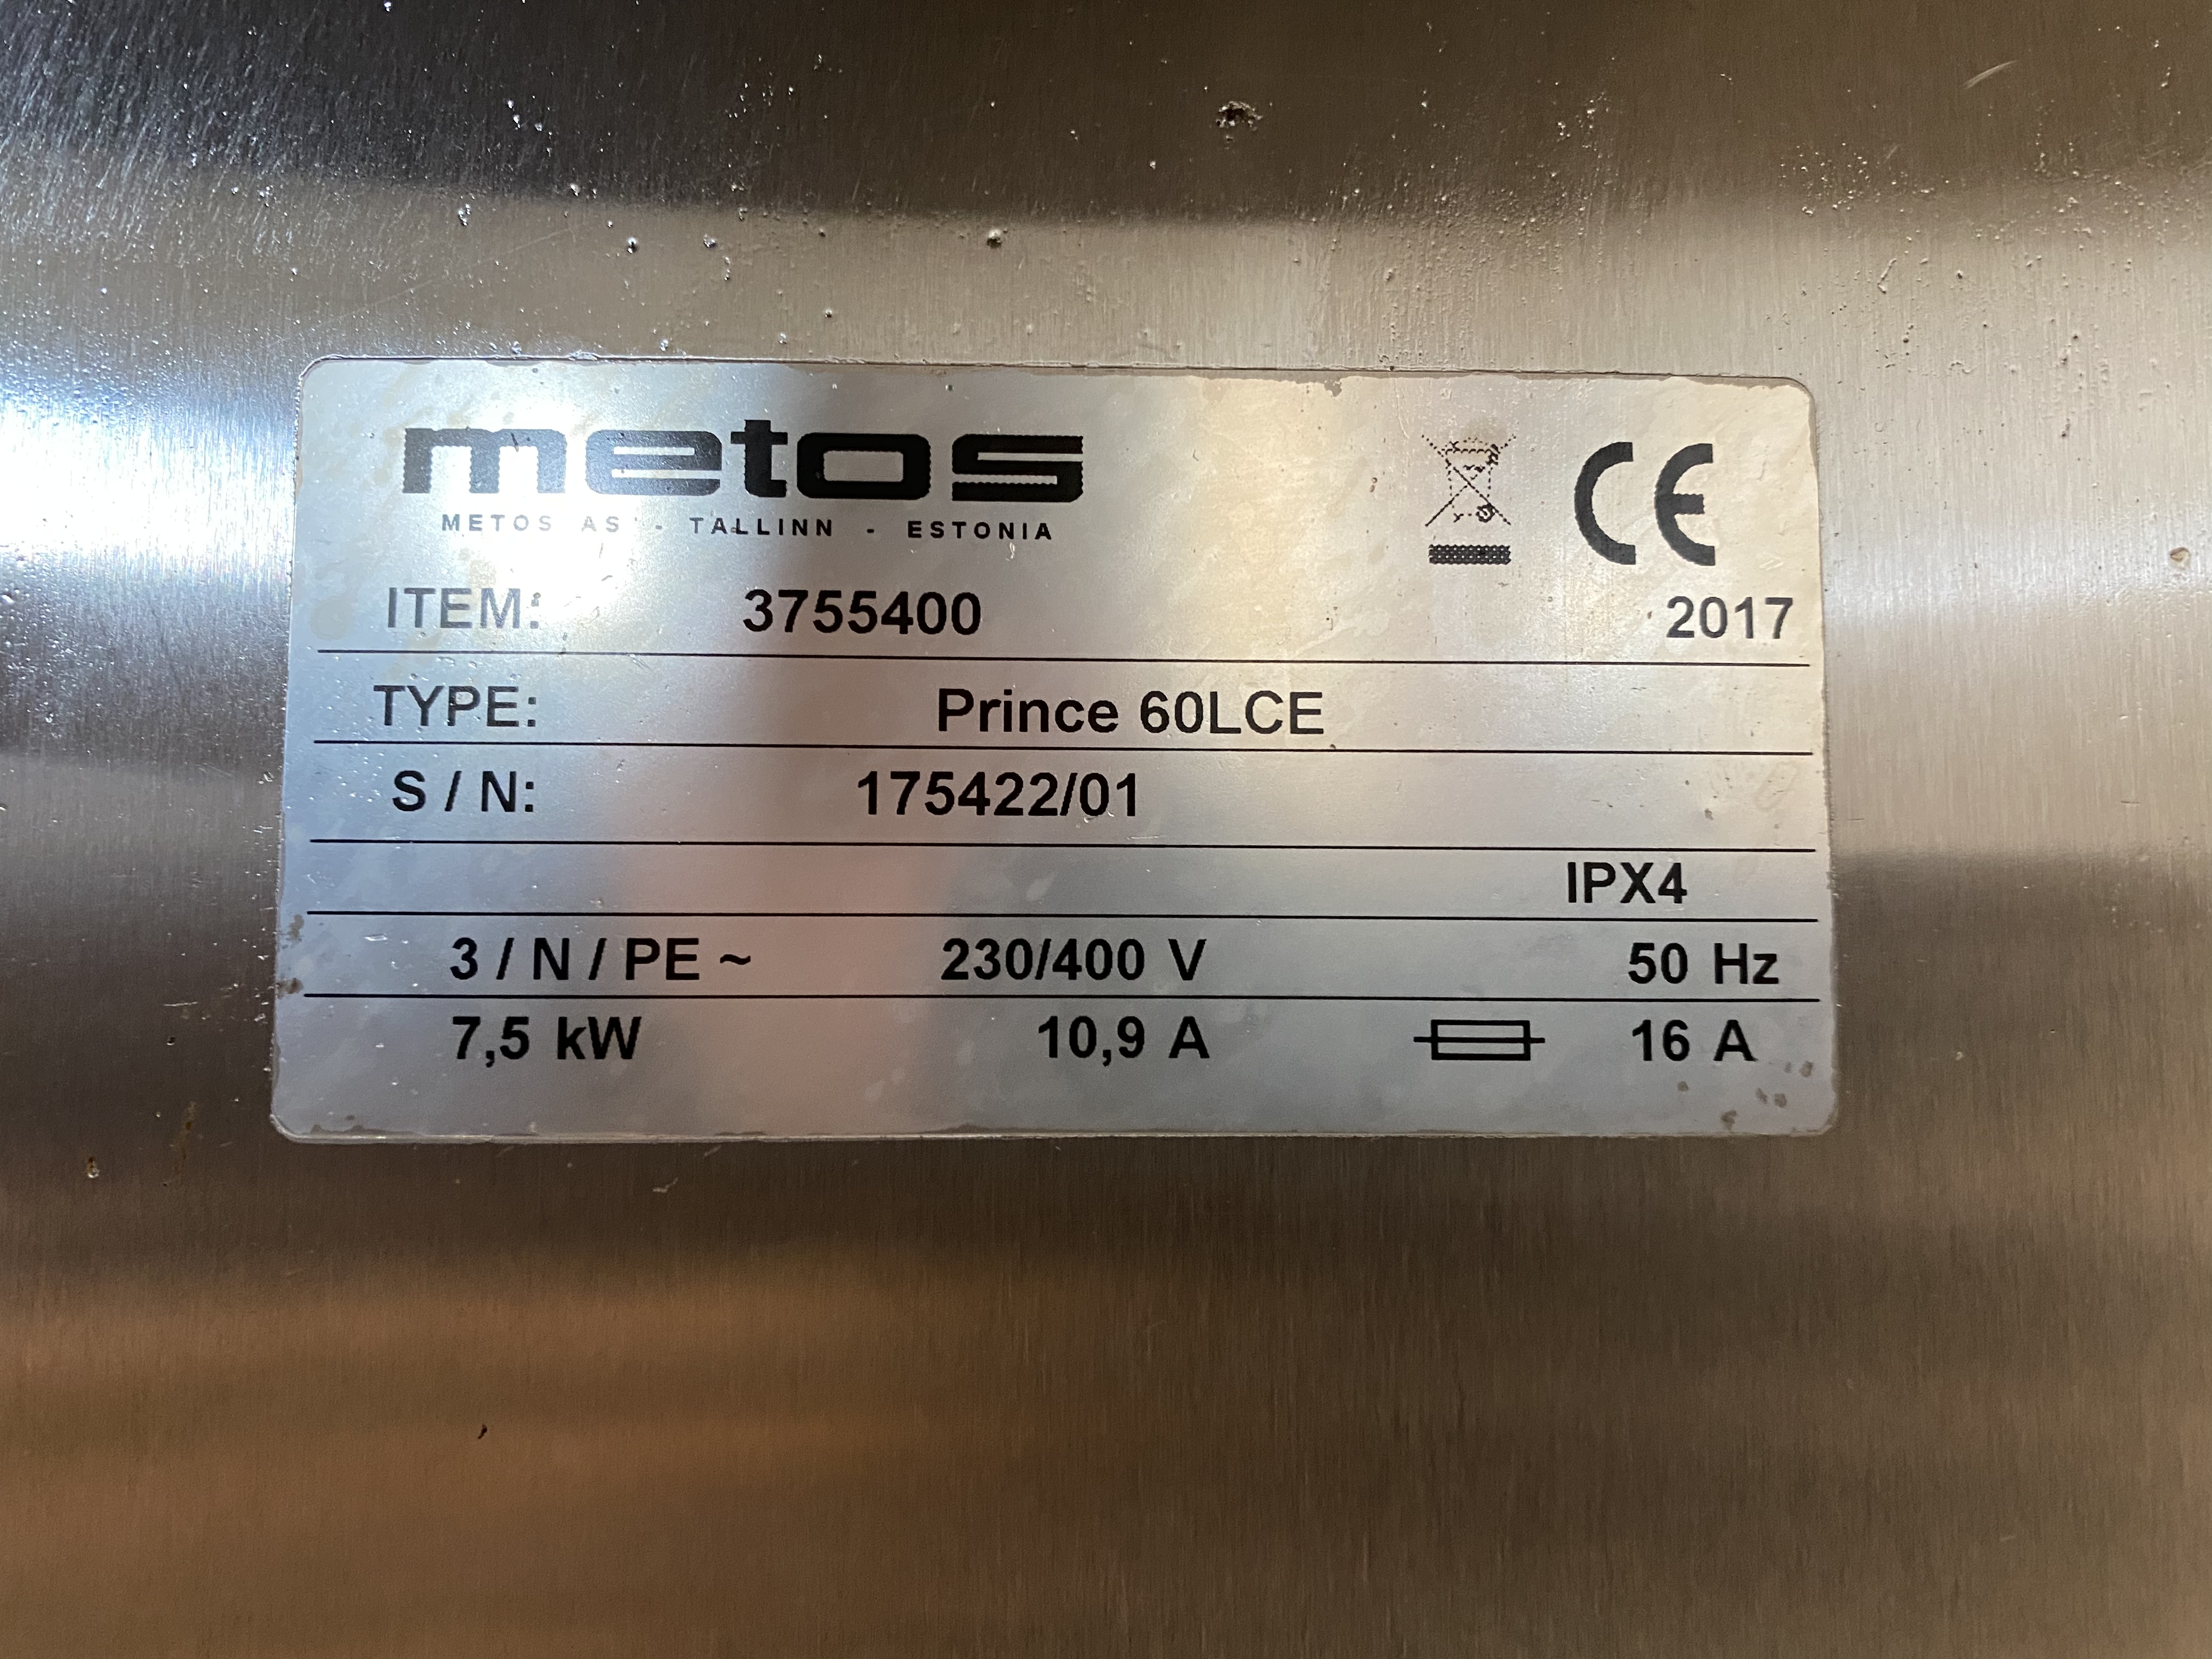 metos
METOS AS - TALLINN - ESTONIA
CE
ITEM: 3755400 2017
TYPE: Prince 60LCE
S / N: 175422/01
IPX4
3 / N / PE ~ 230/400 V 50 Hz
7,5 kW 10,9 A 16 A